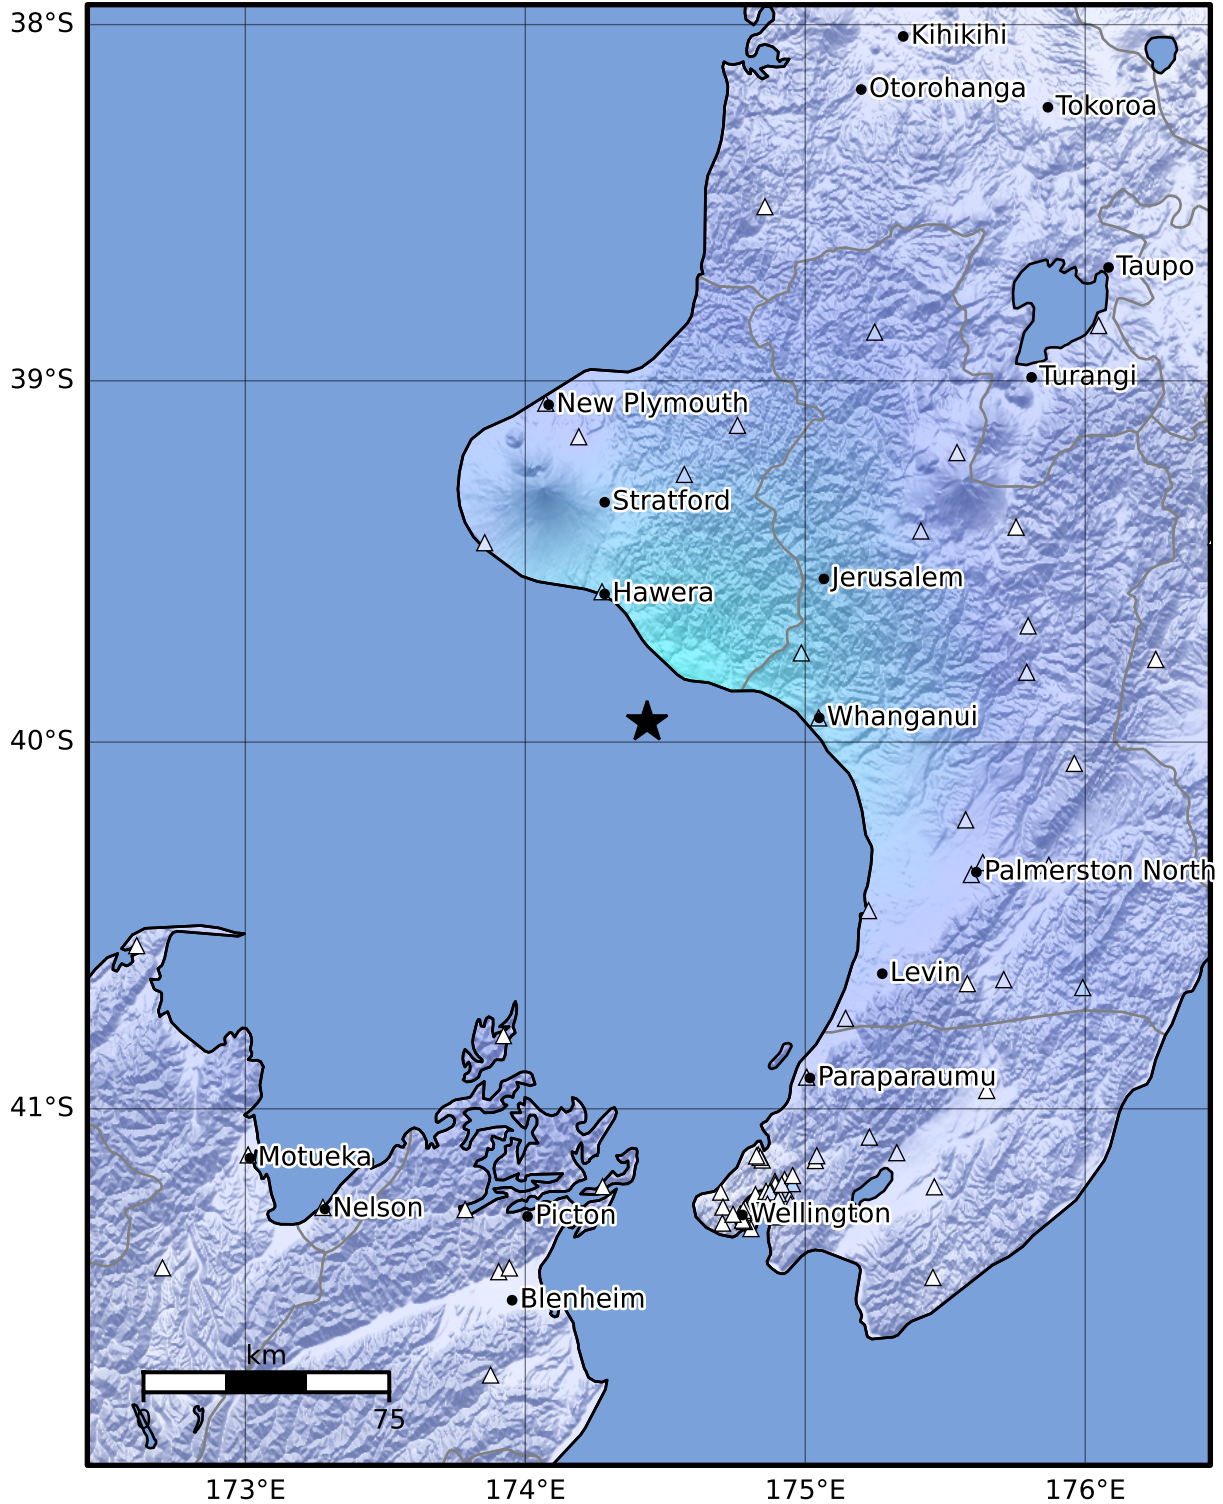 38°S
Kihikihi
Otorohanga
Tokoroa
Taupo
39°S
Turangi
New Plymouth
Stratford
Jerusalem
Hawera
Whanganui
40°S
Palmerston North
Levin
Paraparaumu
41°S
Motueka
Nelson
Picton
Wellington
Blenheim
km
0
75
173°E
174°E
175°E
176°E